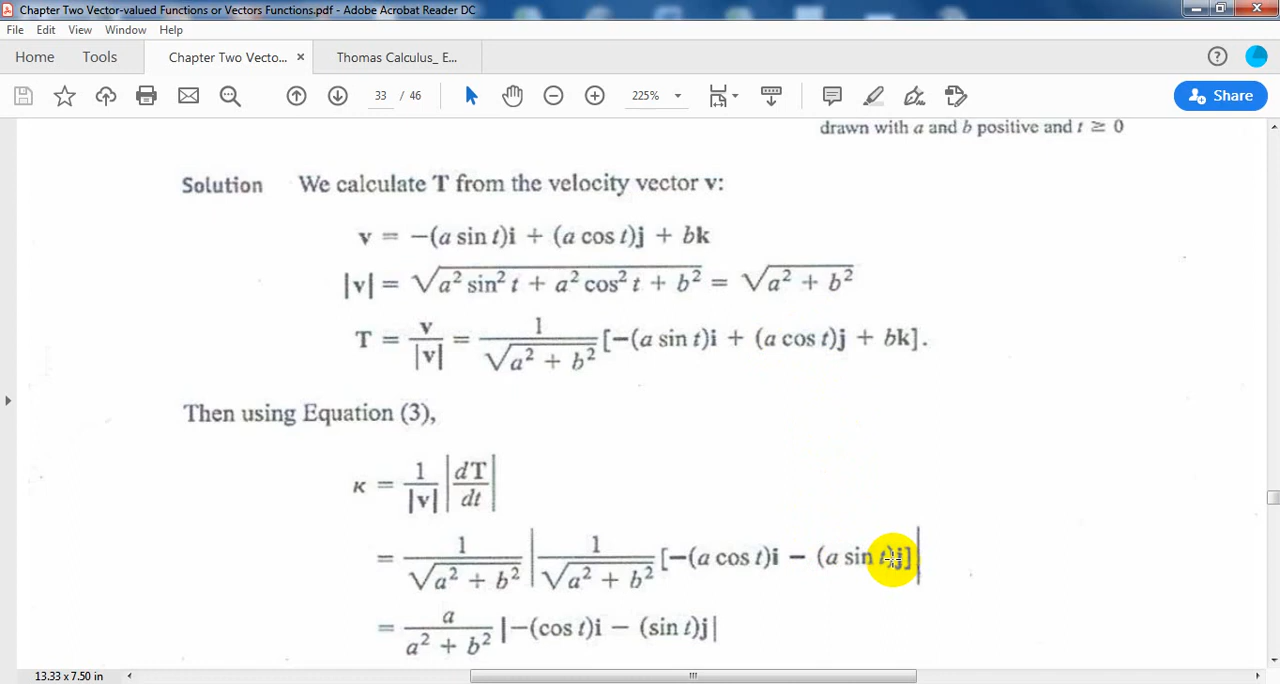 Chapter Two Vector-valued Functions or Vectors Functions.pdf - Adobe Acrobat Reader DC
File Edit View Window Help
Home Tools Chapter Two Vecto... × Thomas Calculus_ E...
33 / 46 225% Share
drawn with a and b positive and t ≥ 0
Solution We calculate T from the velocity vector v:
v = −(a sin t)i + (a cos t)j + bk
|v| = √(a² sin² t + a² cos² t + b²) = √(a² + b²)
T = v/|v| = 1/√(a² + b²) [−(a sin t)i + (a cos t)j + bk].
Then using Equation (3),
κ = 1/|v| |dT/dt|
= 1/√(a² + b²) |1/√(a² + b²) [−(a cos t)i − (a sin t)j]|
= a/(a² + b²) |−(cos t)i − (sin t)j|
13.33 x 7.50 in